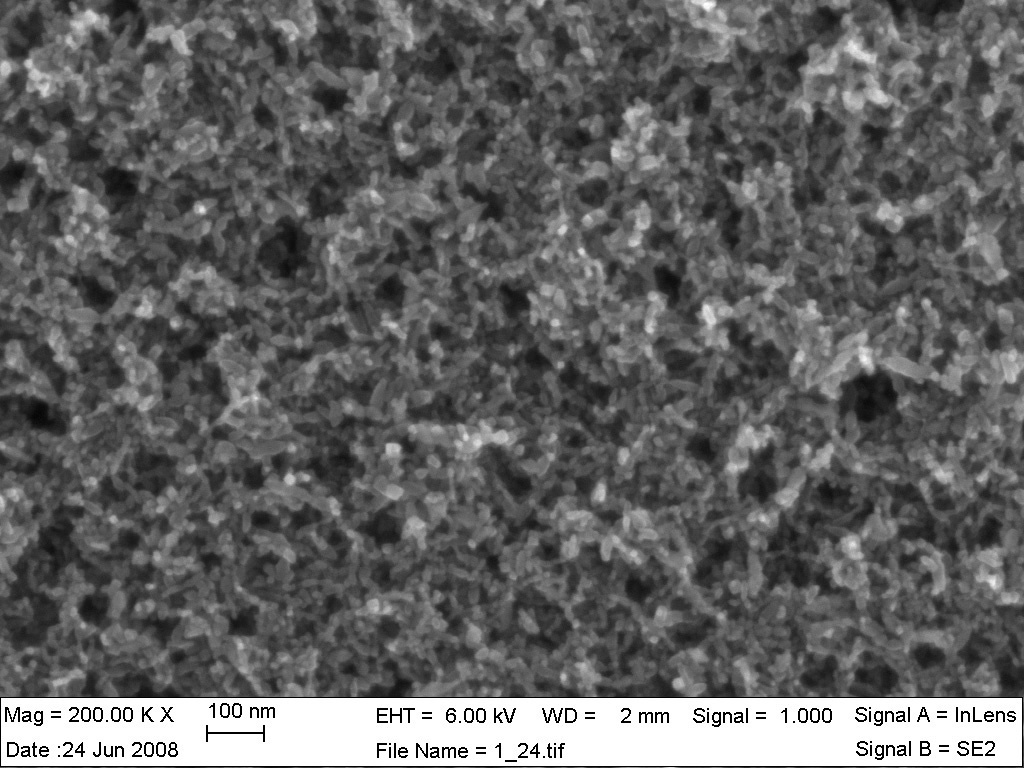 Mag = 200.00 K X 100 nm EHT = 6.00 kV WD = 2 mm Signal = 1.000 Signal A = InLens
Date :24 Jun 2008 File Name = 1_24.tif Signal B = SE2